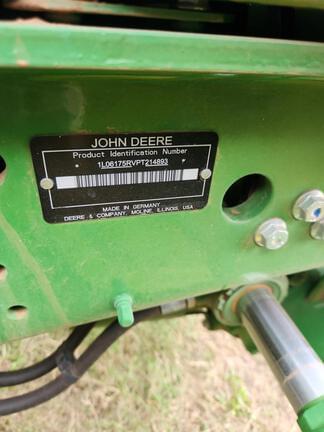 JOHN DEERE
Product Identification Number
* 1L06175RVPT214893 *
MADE IN GERMANY
DEERE & COMPANY, MOLINE, ILLINOIS, USA